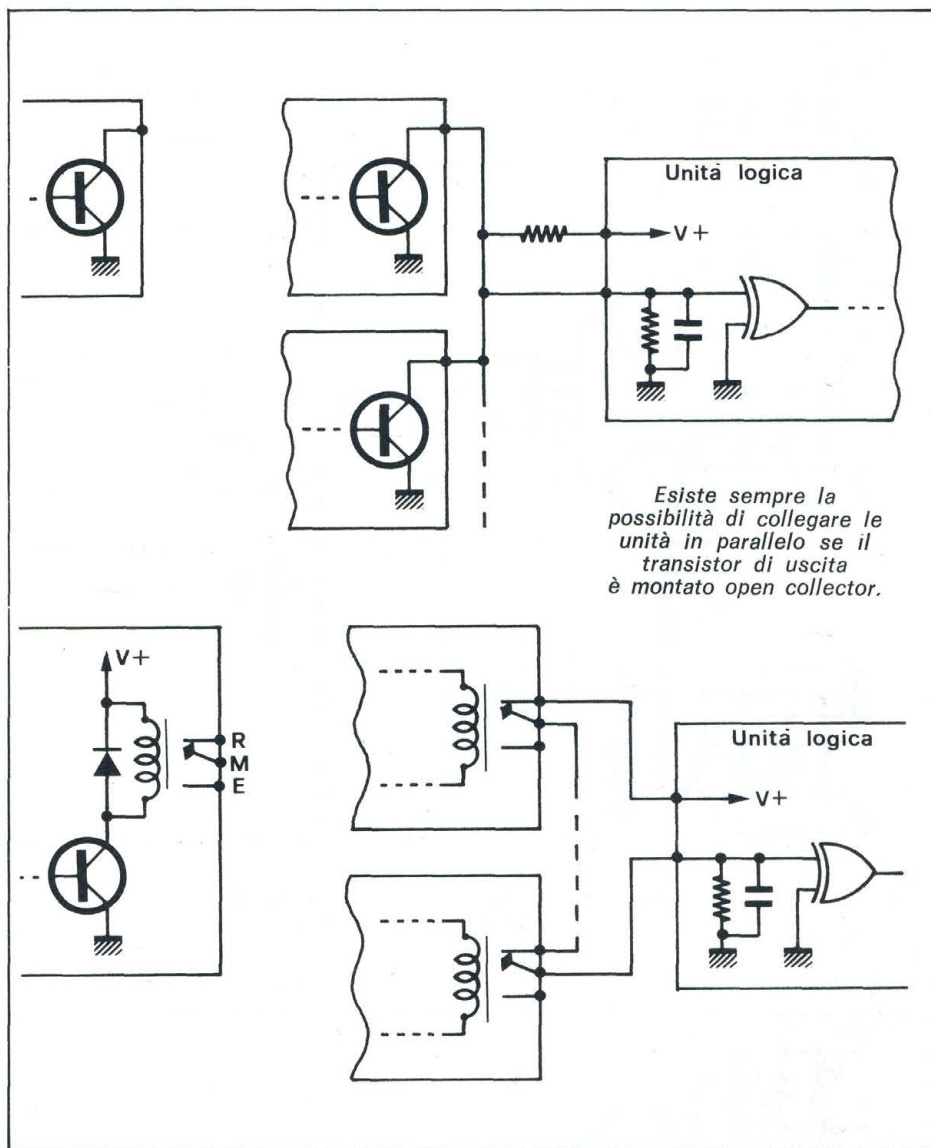 Unità logica
V+
Esiste sempre la
possibilità di collegare le
unità in parallelo se il
transistor di uscita
è montato open collector.
V+
R
M
E
Unità logica
V+